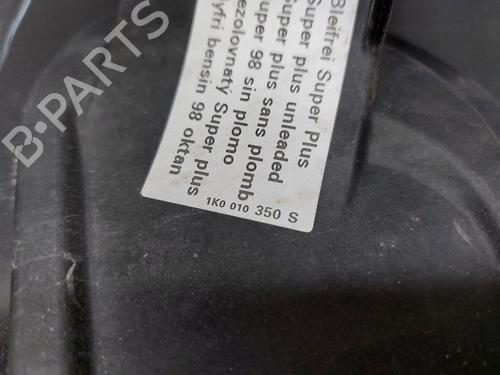 Bleifrei Super Plus
Super plus unleaded
Super plus sans plomb
Super 98 sin plomo
ezolovnatý Super plus
lyfri bensin 98 oktan
1K0 010 350 S
B-PARTS